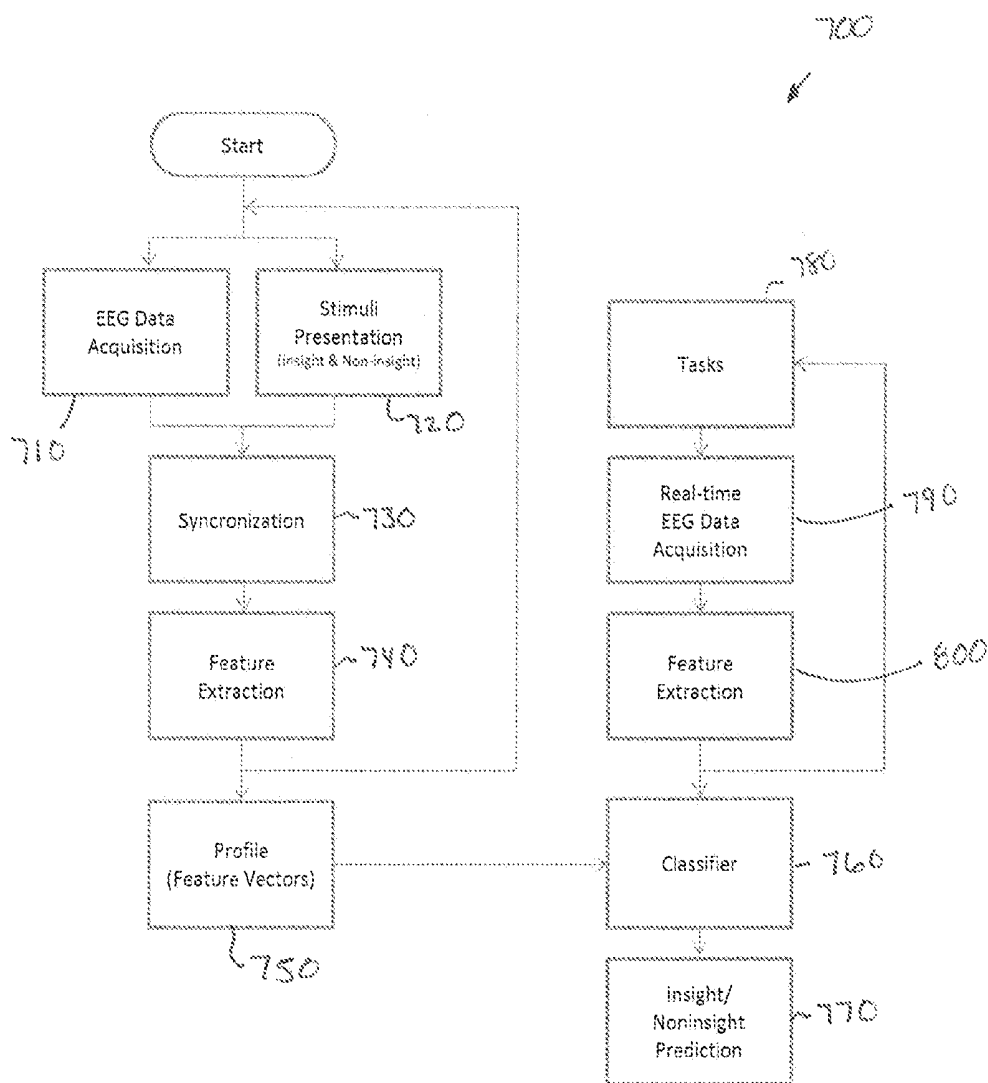 700
Start
EEG Data
Acquisition
710
Stimuli
Presentation
(Insight & Non-insight)
720
Syncronization
730
Feature
Extraction
740
Profile
(Feature Vectors)
750
780
Tasks
Real-time
EEG Data
Acquisition
790
Feature
Extraction
800
Classifier
760
Insight/
Noninsight
Prediction
770